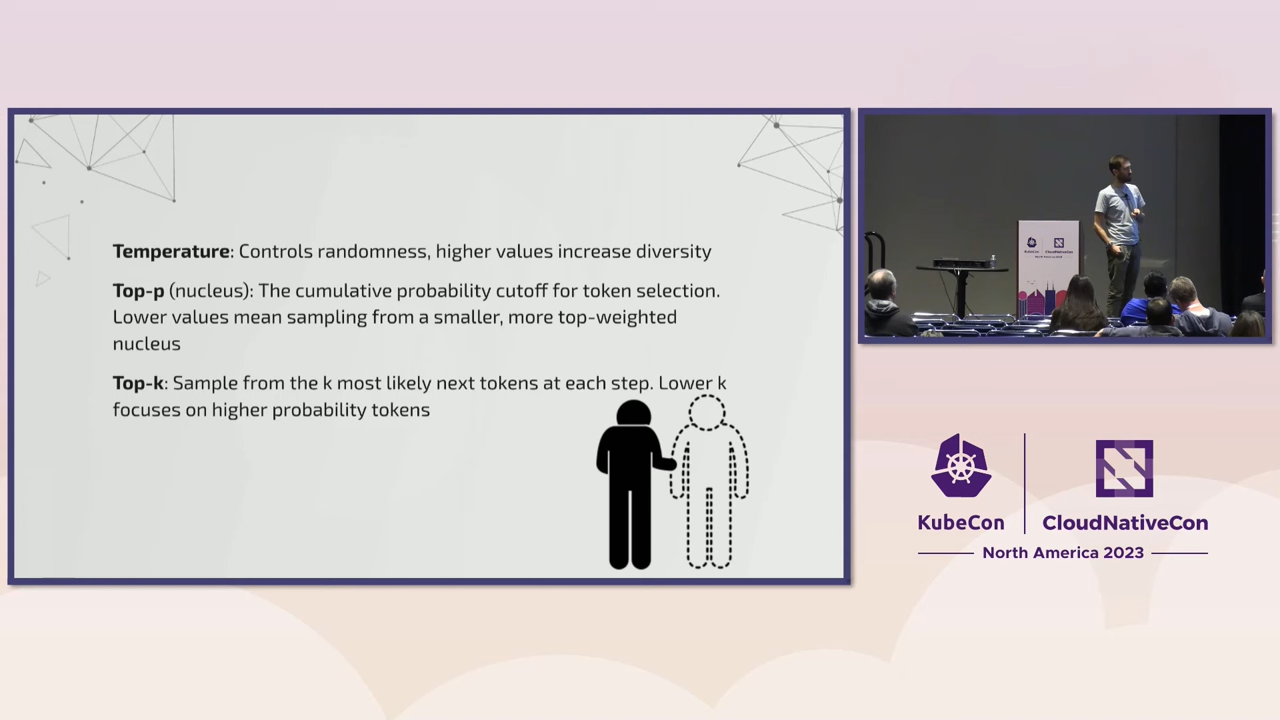 Temperature: Controls randomness, higher values increase diversity
Top-p (nucleus): The cumulative probability cutoff for token selection.
Lower values mean sampling from a smaller, more top-weighted
nucleus
Top-k: Sample from the k most likely next tokens at each step. Lower k
focuses on higher probability tokens
KubeCon
CloudNativeCon
North America 2023